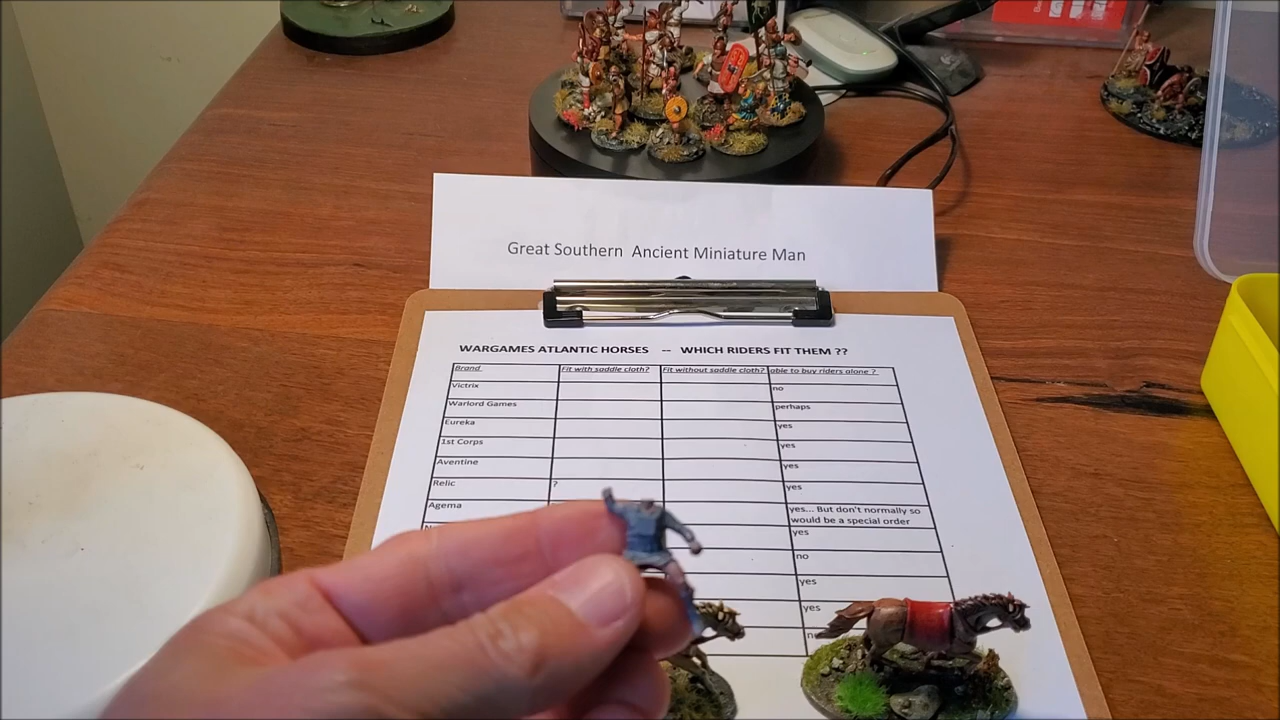 Great Southern Ancient Miniature Man
WARGAMES ATLANTIC HORSES -- WHICH RIDERS FIT THEM ??
Brand Fit with saddle cloth? Fit without saddle cloth? able to buy riders alone ?
Victrix no
Warlord Games perhaps
Eureka yes
1st Corps yes
Aventine yes
Relic ? yes
Agema yes... But don't normally so
would be a special order
yes
no
yes
yes